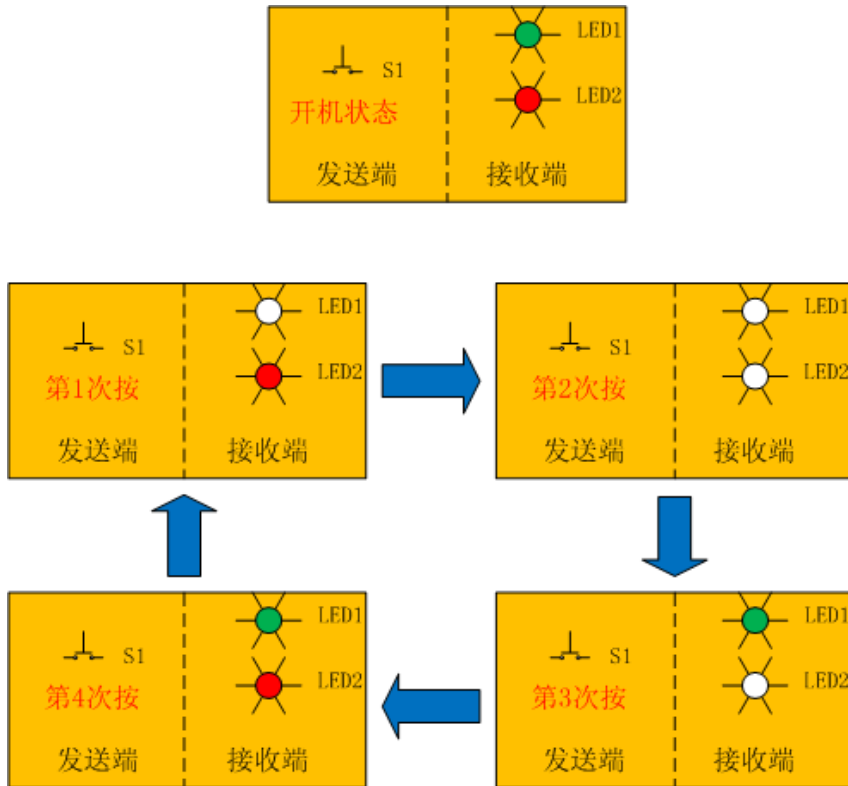 LED1
S1
LED2
开机状态
发送端 接收端
LED1
S1
LED2
第1次按
发送端 接收端
LED1
S1
LED2
第2次按
发送端 接收端
LED1
S1
LED2
第4次按
发送端 接收端
LED1
S1
LED2
第3次按
发送端 接收端